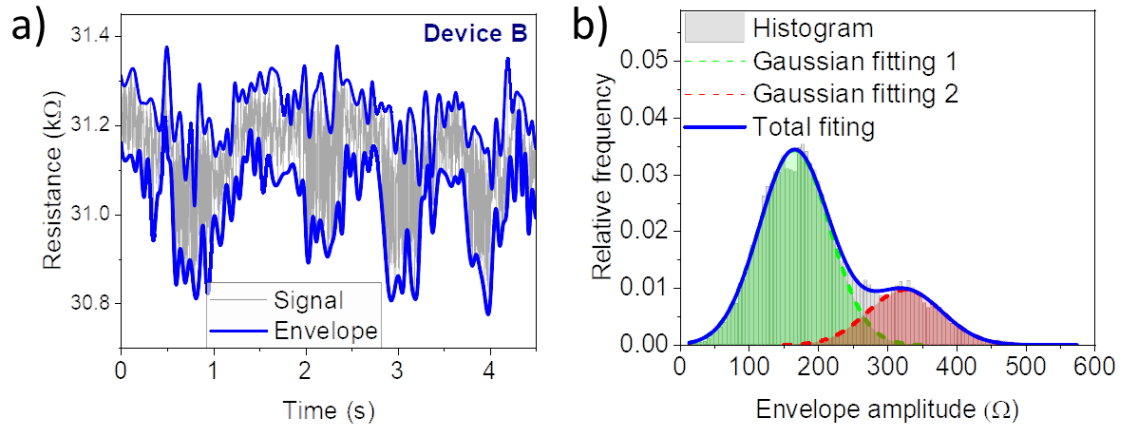 a)
Device B
31.4
31.2
31.0
30.8
Resistance (kΩ)
Signal
Envelope
0 1 2 3 4
Time (s)
b)
Histogram
Gaussian fitting 1
Gaussian fitting 2
Total fiting
0.05
0.04
0.03
0.02
0.01
0.00
Relative frequency
0 100 200 300 400 500 600
Envelope amplitude (Ω)